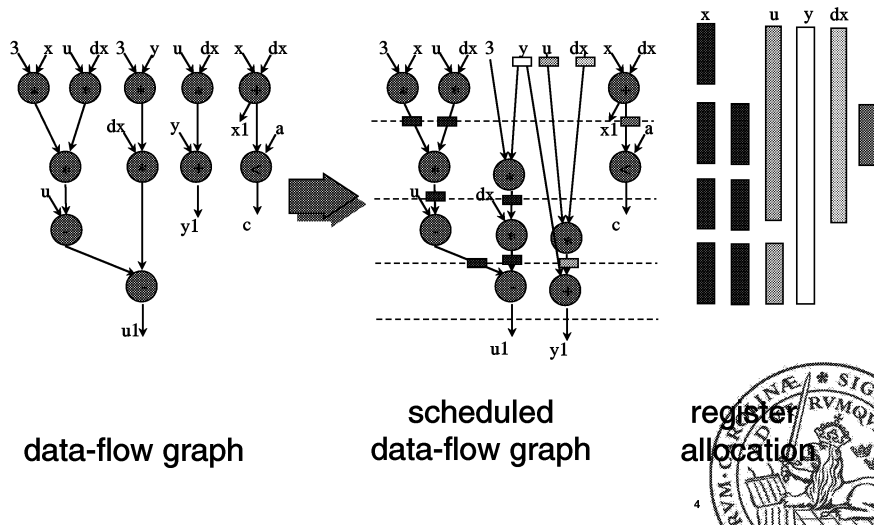 3 x u dx 3 y u dx x dx
* * * * +
x1
dx y a
* * + <
u
-
y1 c
-
u1
3 x u dx 3 y u dx x dx
* * +
x1 a
* * <
u dx
- * *
c
- +
u1 y1
x u y dx
data-flow graph
scheduled
data-flow graph
register
allocation
4